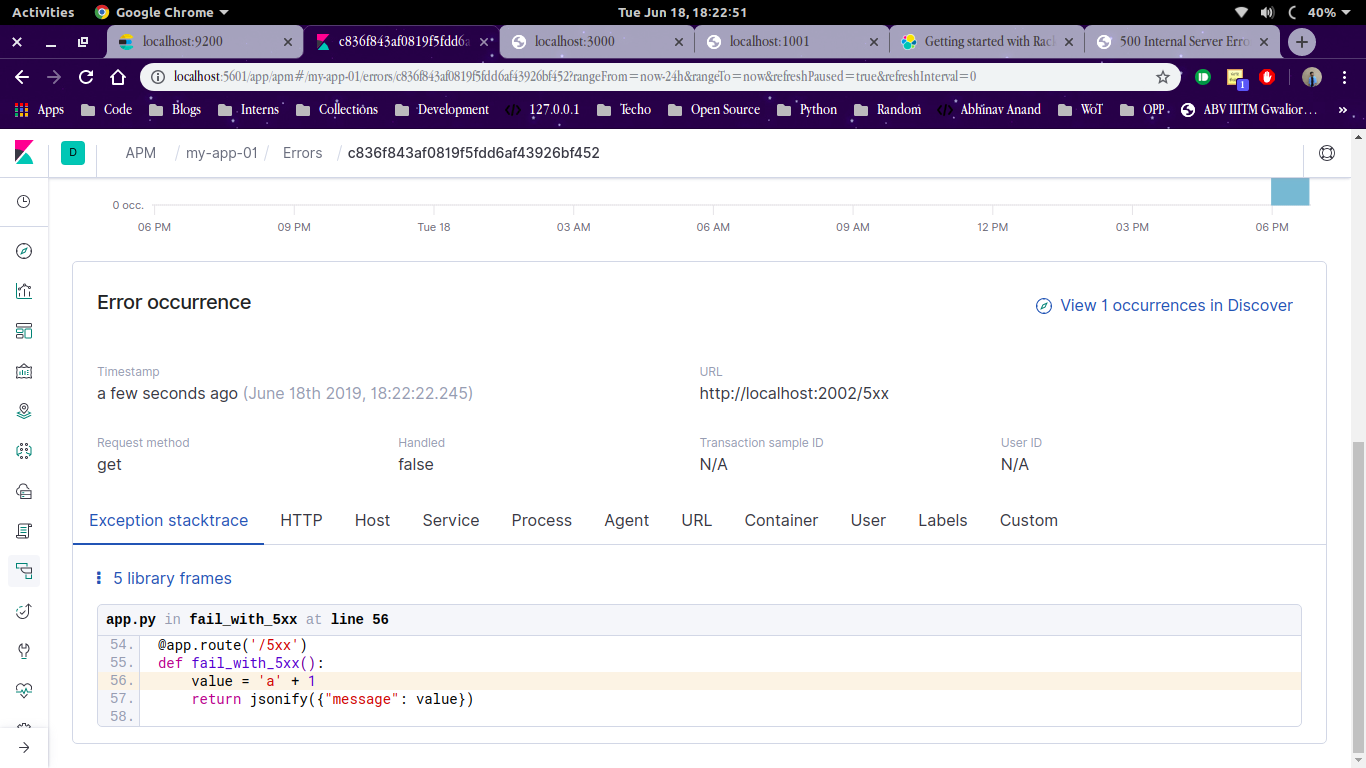 Activities Google Chrome Tue Jun 18, 18:22:51 40%
localhost:9200 c836f843af0819f5fdd6a localhost:3000 localhost:1001 Getting started with Rac 500 Internal Server Erro
localhost:5601/app/apm#/my-app-01/errors/c836f843af0819f5fdd6af43926bf452?rangeFrom=now-24h&rangeTo=now&refreshPaused=true&refreshInterval=0
1
Apps Code Blogs Interns Collections Development 127.0.0.1 Techo Open Source Python Random Abhinav Anand WoT OPP ABV IIITM Gwalior… »
D APM / my-app-01 / Errors / c836f843af0819f5fdd6af43926bf452
0 occ.
06 PM 09 PM Tue 18 03 AM 06 AM 09 AM 12 PM 03 PM 06 PM
Error occurrence
View 1 occurrences in Discover
Timestamp URL
a few seconds ago (June 18th 2019, 18:22:22.245) http://localhost:2002/5xx
Request method Handled Transaction sample ID User ID
get false N/A N/A
Exception stacktrace HTTP Host Service Process Agent URL Container User Labels Custom
5 library frames
app.py in fail_with_5xx at line 56
54. @app.route('/5xx')
55. def fail_with_5xx():
56. value = 'a' + 1
57. return jsonify({"message": value})
58.